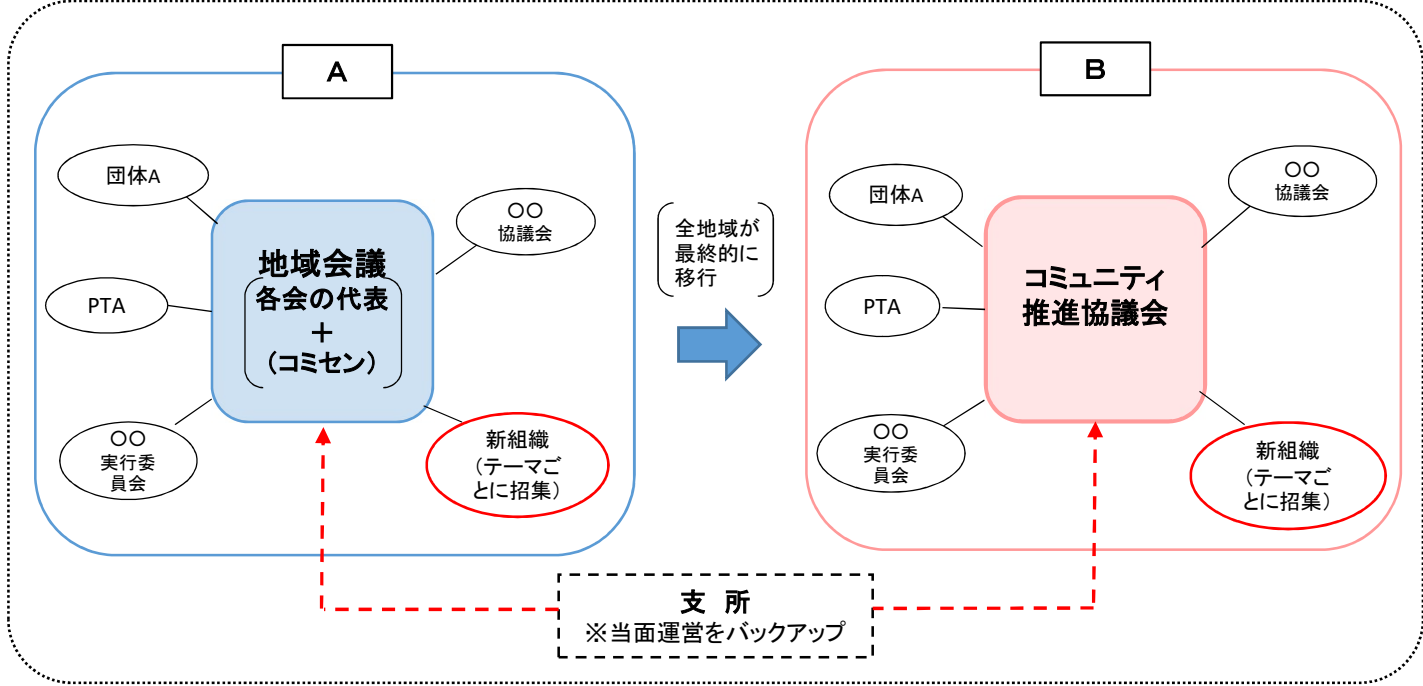 A
団体A
〇〇
協議会
地域会議
各会の代表
+
(コミセン)
PTA
〇〇
実行委
員会
新組織
(テーマご
とに招集)
全地域が
最終的に
移行
B
団体A
〇〇
協議会
コミュニティ
推進協議会
PTA
〇〇
実行委
員会
新組織
(テーマご
とに招集)
支 所
※当面運営をバックアップ